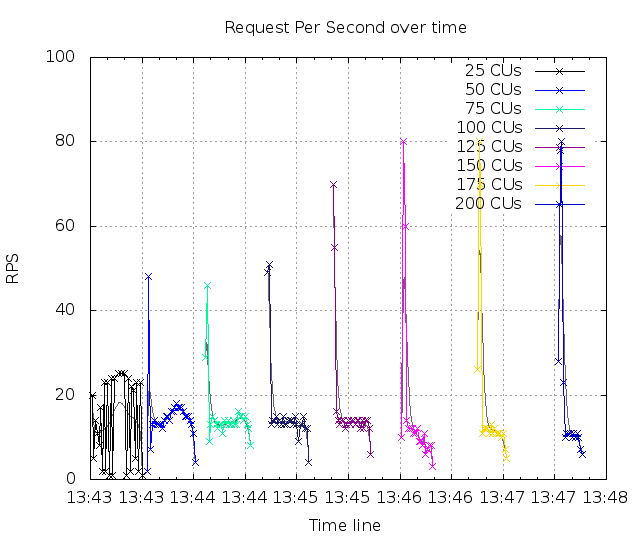 Request Per Second over time
100
80
60
40
20
0
RPS
25 CUs
50 CUs
75 CUs
100 CUs
125 CUs
150 CUs
175 CUs
200 CUs
13:43 13:43 13:44 13:44 13:45 13:45 13:46 13:46 13:47 13:47 13:48
Time line